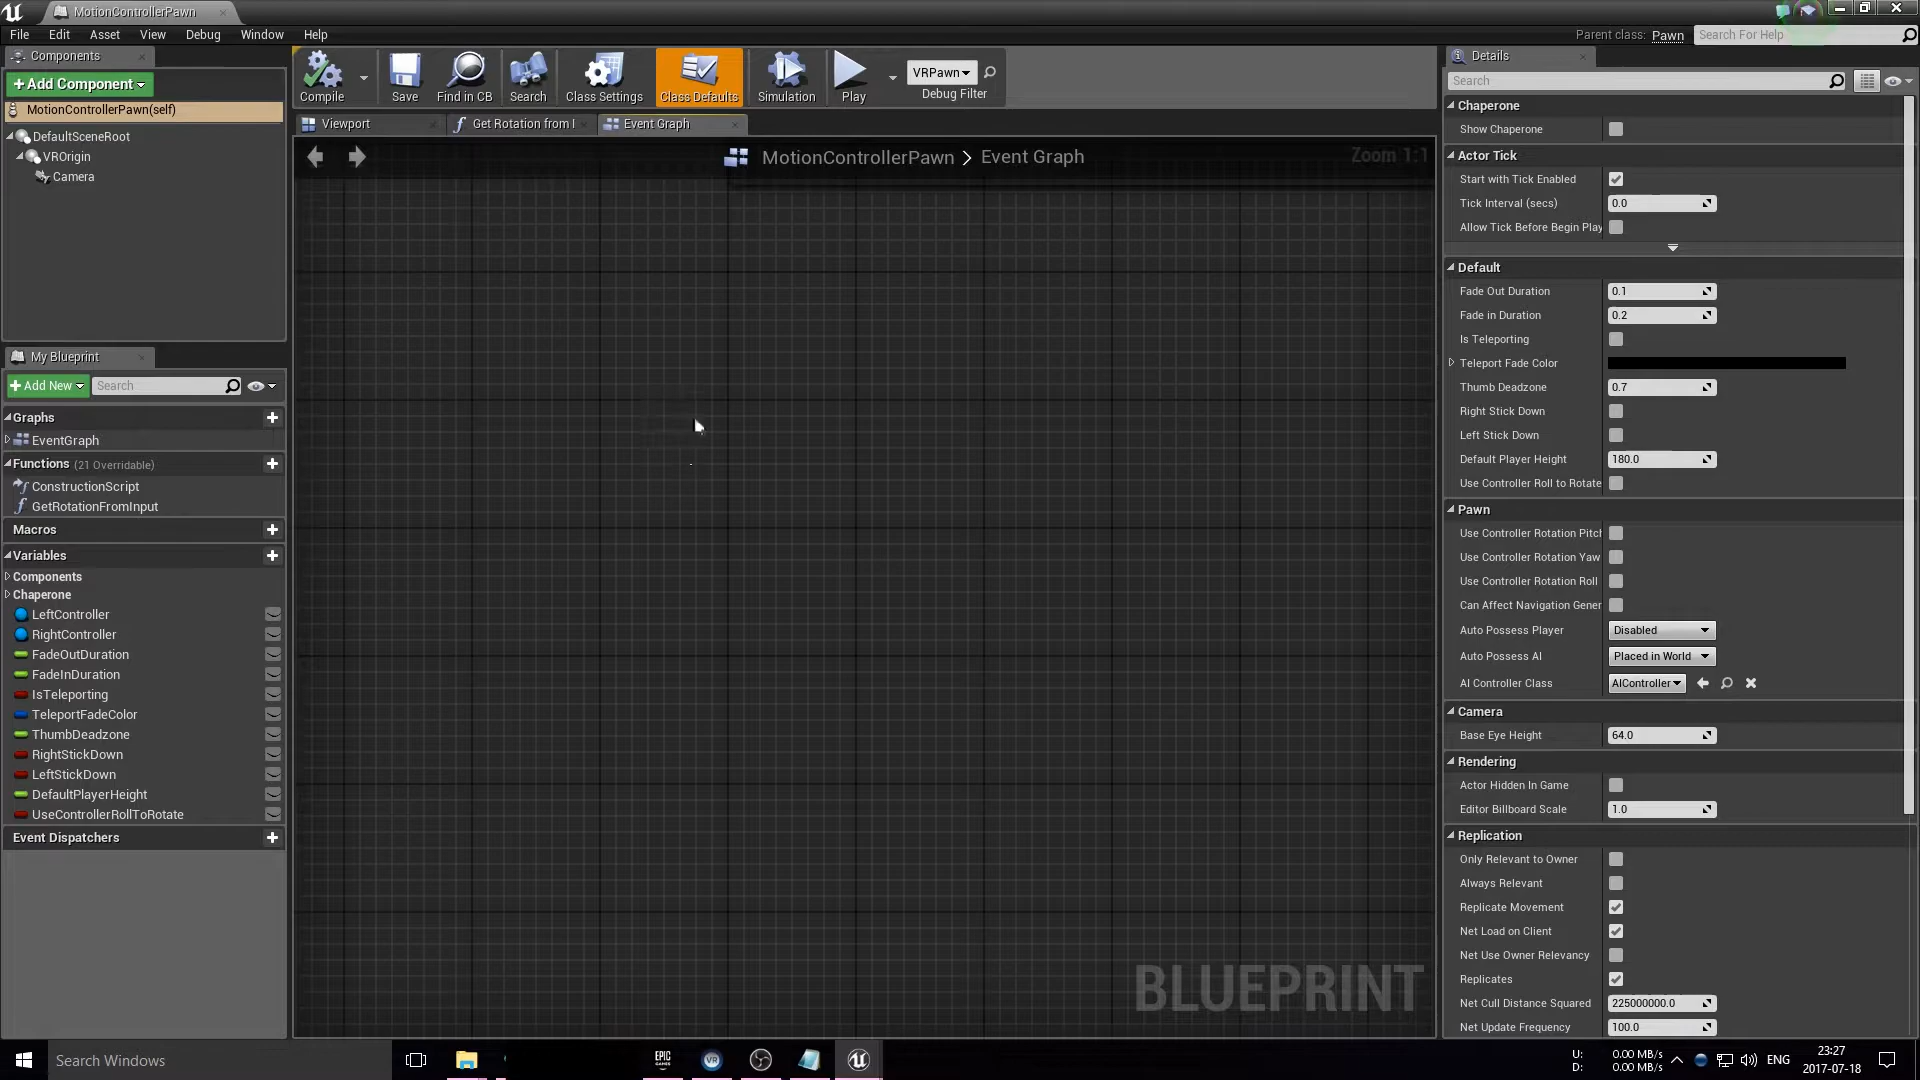 MotionControllerPawn
File Edit Asset View Debug Window Help
Parent class: Pawn
Search For Help
Components
+ Add Component
MotionControllerPawn(self)
DefaultSceneRoot
VROrigin
Camera
Compile
Save
Find in CB
Search
Class Settings
Class Defaults
Simulation
Play
VRPawn
Debug Filter
Viewport
Get Rotation from I
Event Graph
MotionControllerPawn > Event Graph
Zoom 1:1
BLUEPRINT
My Blueprint
+ Add New
Search
Graphs
EventGraph
Functions (21 Overridable)
ConstructionScript
GetRotationFromInput
Macros
Variables
Components
Chaperone
LeftController
RightController
FadeOutDuration
FadeInDuration
IsTeleporting
TeleportFadeColor
ThumbDeadzone
RightStickDown
LeftStickDown
DefaultPlayerHeight
UseControllerRollToRotate
Event Dispatchers
Details
Search
Chaperone
Show Chaperone
Actor Tick
Start with Tick Enabled
Tick Interval (secs) 0.0
Allow Tick Before Begin Play
Default
Fade Out Duration 0.1
Fade in Duration 0.2
Is Teleporting
Teleport Fade Color
Thumb Deadzone 0.7
Right Stick Down
Left Stick Down
Default Player Height 180.0
Use Controller Roll to Rotate
Pawn
Use Controller Rotation Pitch
Use Controller Rotation Yaw
Use Controller Rotation Roll
Can Affect Navigation Gener
Auto Possess Player Disabled
Auto Possess AI Placed in World
AI Controller Class AIController
Camera
Base Eye Height 64.0
Rendering
Actor Hidden In Game
Editor Billboard Scale 1.0
Replication
Only Relevant to Owner
Always Relevant
Replicate Movement
Net Load on Client
Net Use Owner Relevancy
Replicates
Net Cull Distance Squared 225000000.0
Net Update Frequency 100.0
Search Windows
EPIC GAMES
VR
U: 0.00 MB/s
D: 0.00 MB/s
ENG
23:27
2017-07-18